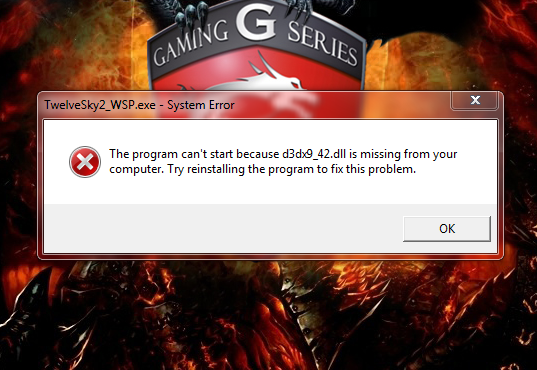 GAMING G SERIES
TwelveSky2_WSP.exe - System Error
The program can't start because d3dx9_42.dll is missing from your
computer. Try reinstalling the program to fix this problem.
OK